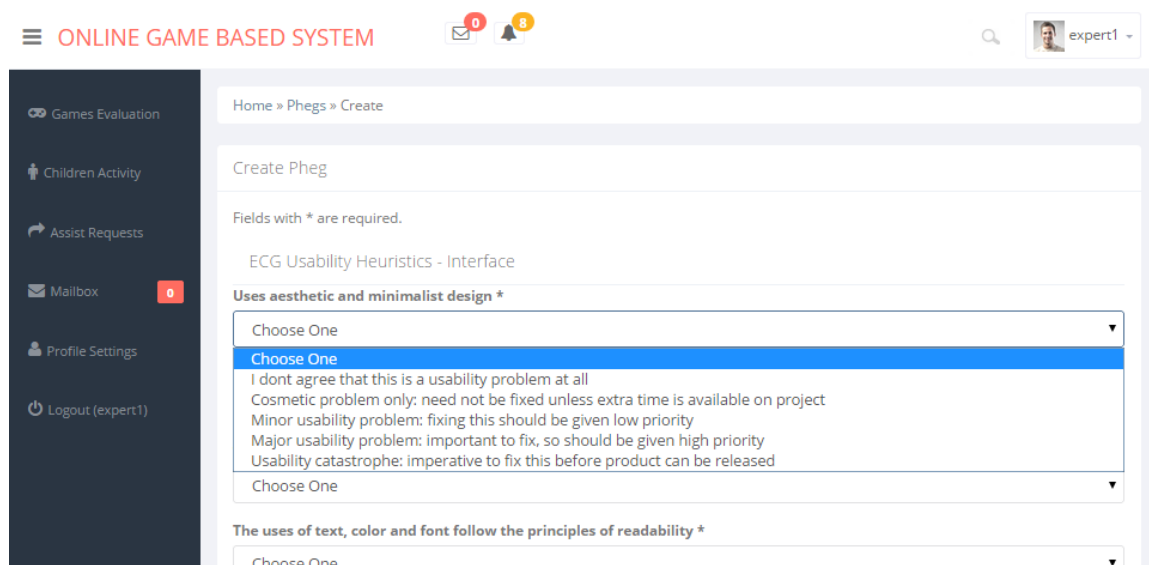 ONLINE GAME BASED SYSTEM
0
8
expert1
Games Evaluation
Children Activity
Assist Requests
Mailbox
0
Profile Settings
Logout (expert1)
Home » Phegs » Create
Create Pheg
Fields with * are required.
ECG Usability Heuristics - Interface
Uses aesthetic and minimalist design *
Choose One
Choose One
I dont agree that this is a usability problem at all
Cosmetic problem only: need not be fixed unless extra time is available on project
Minor usability problem: fixing this should be given low priority
Major usability problem: important to fix, so should be given high priority
Usability catastrophe: imperative to fix this before product can be released
Choose One
The uses of text, color and font follow the principles of readability *
Choose One